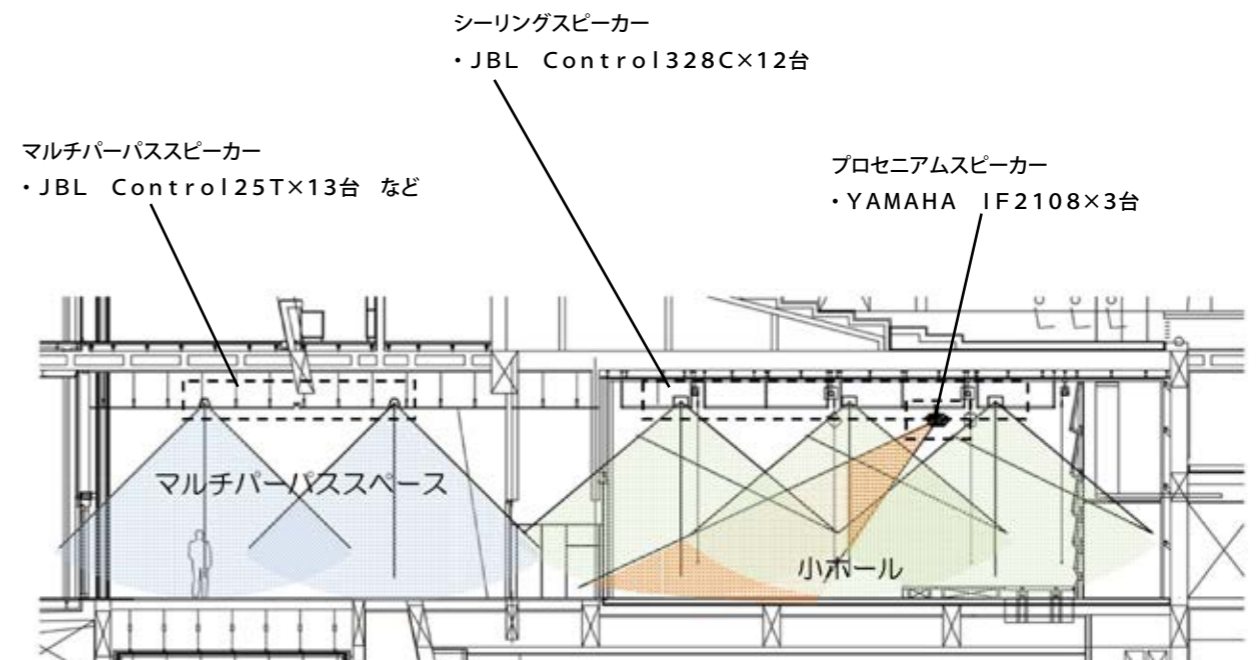 シーリングスピーカー
・JBL　Control328C×12台
マルチパーパススピーカー
・JBL　Control25T×13台　など
プロセニアムスピーカー
・YAMAHA　IF2108×3台
マルチパーパススペース
小ホール